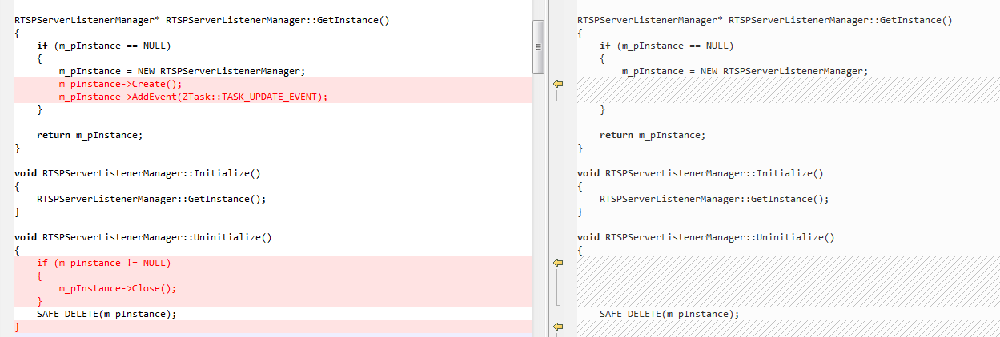 RTSPServerListenerManager* RTSPServerListenerManager::GetInstance()
{
    if (m_pInstance == NULL)
    {
        m_pInstance = NEW RTSPServerListenerManager;
        m_pInstance->Create();
        m_pInstance->AddEvent(ZTask::TASK_UPDATE_EVENT);
    }

    return m_pInstance;
}

void RTSPServerListenerManager::Initialize()
{
    RTSPServerListenerManager::GetInstance();
}

void RTSPServerListenerManager::Uninitialize()
{
    if (m_pInstance != NULL)
    {
        m_pInstance->Close();
    }
    SAFE_DELETE(m_pInstance);
}
RTSPServerListenerManager* RTSPServerListenerManager::GetInstance()
{
    if (m_pInstance == NULL)
    {
        m_pInstance = NEW RTSPServerListenerManager;
    }

    return m_pInstance;
}

void RTSPServerListenerManager::Initialize()
{
    RTSPServerListenerManager::GetInstance();
}

void RTSPServerListenerManager::Uninitialize()
{
    SAFE_DELETE(m_pInstance);